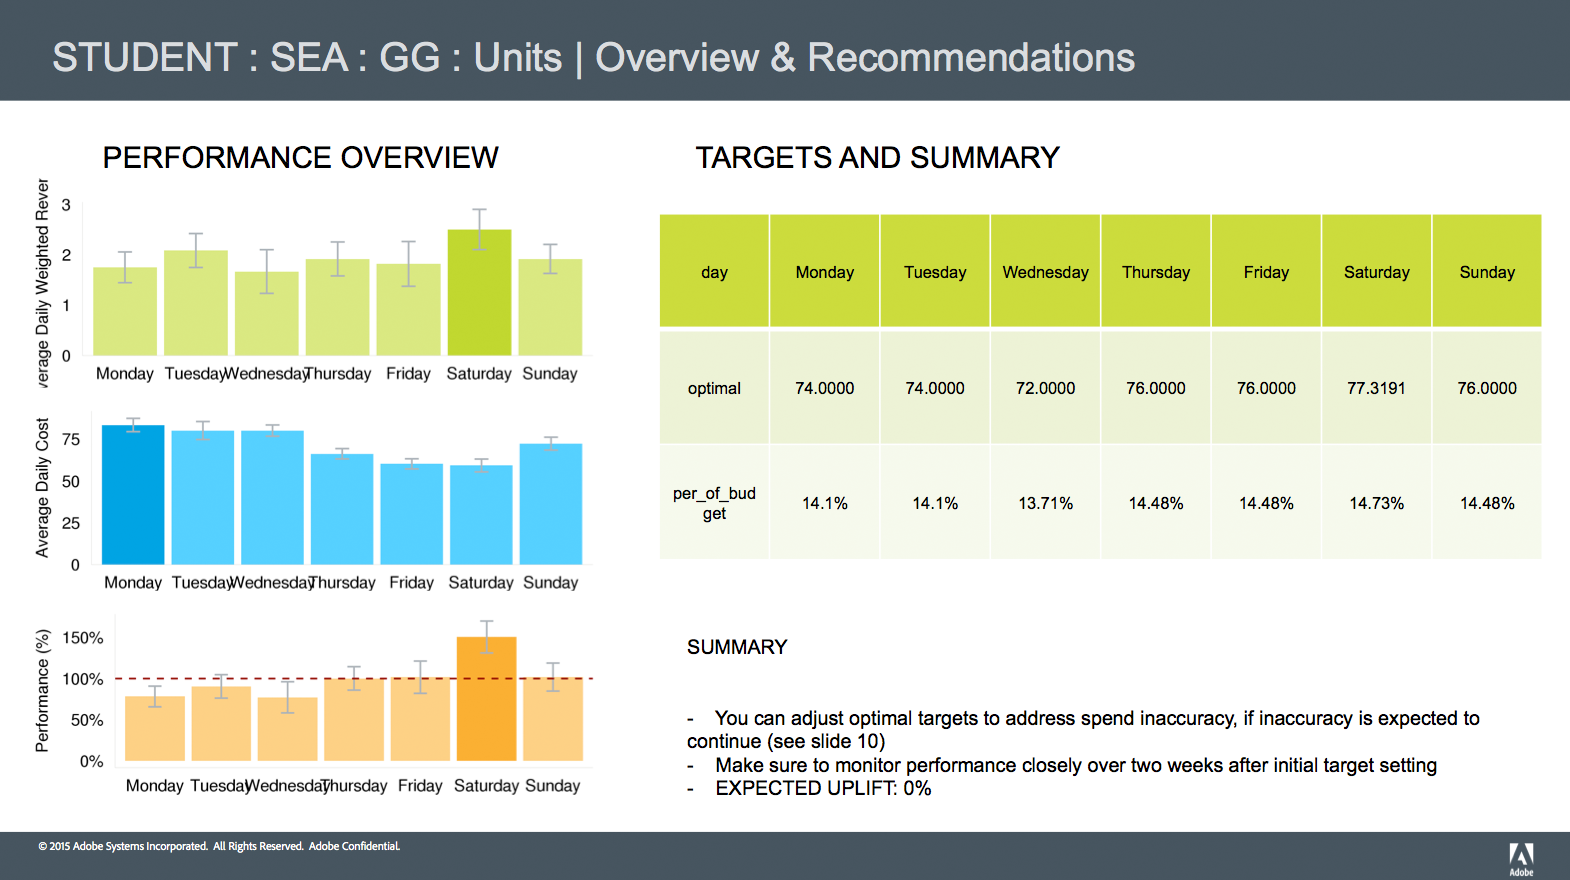 STUDENT : SEA : GG : Units | Overview & Recommendations
PERFORMANCE OVERVIEW
verage Daily Weighted Rever
3
2
1
0
Monday Tuesday Wednesday Thursday Friday Saturday Sunday
Average Daily Cost
75
50
25
0
Monday Tuesday Wednesday Thursday Friday Saturday Sunday
Performance (%)
150%
100%
50%
0%
Monday Tuesday Wednesday Thursday Friday Saturday Sunday
TARGETS AND SUMMARY
day Monday Tuesday Wednesday Thursday Friday Saturday Sunday
optimal 74.0000 74.0000 72.0000 76.0000 76.0000 77.3191 76.0000
per_of_bud
get 14.1% 14.1% 13.71% 14.48% 14.48% 14.73% 14.48%
SUMMARY
- You can adjust optimal targets to address spend inaccuracy, if inaccuracy is expected to
continue (see slide 10)
- Make sure to monitor performance closely over two weeks after initial target setting
- EXPECTED UPLIFT: 0%
© 2015 Adobe Systems Incorporated. All Rights Reserved. Adobe Confidential.
Adobe